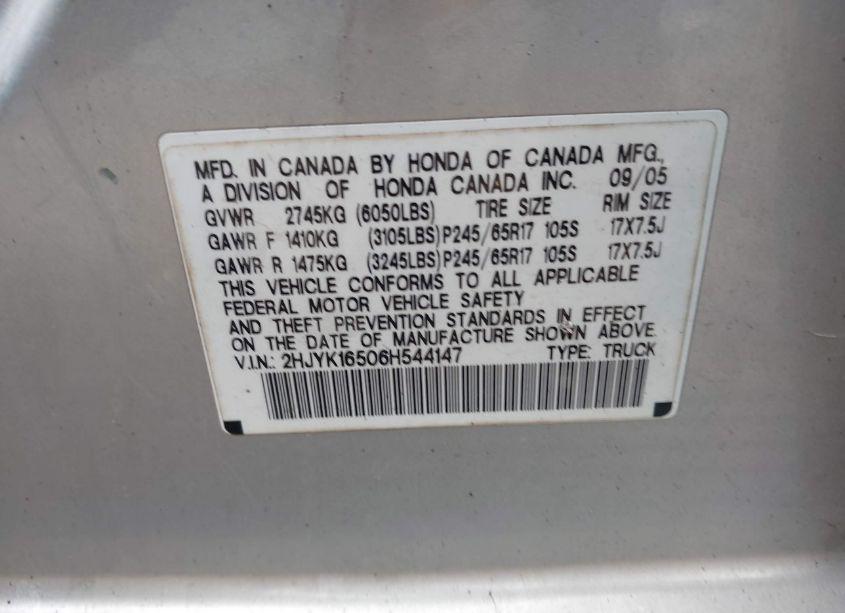 MFD. IN CANADA BY HONDA OF CANADA MFG.,
A DIVISION OF HONDA CANADA INC. 09/05
GVWR 2745KG (6050LBS) TIRE SIZE RIM SIZE
GAWR F 1410KG (3105LBS) P245/65R17 105S 17X7.5J
GAWR R 1475KG (3245LBS) P245/65R17 105S 17X7.5J
THIS VEHICLE CONFORMS TO ALL APPLICABLE
FEDERAL MOTOR VEHICLE SAFETY
AND THEFT PREVENTION STANDARDS IN EFFECT
ON THE DATE OF MANUFACTURE SHOWN ABOVE.
V.I.N.: 2HJYK16506H544147 TYPE: TRUCK